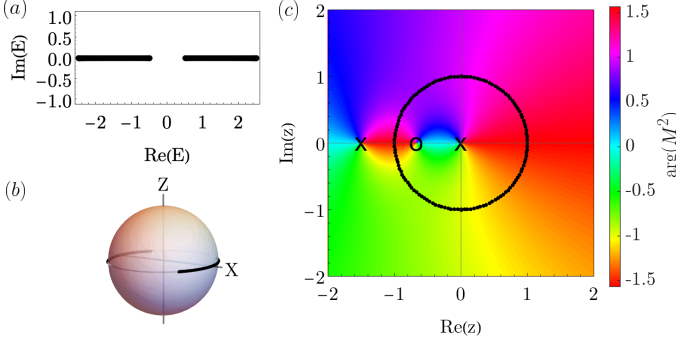 (a)
1.0
0.5
0.0
-0.5
-1.0
Im(E)
-2 -1 0 1 2
Re(E)
(b)
Z
X
(c)
2
1
0
-1
-2
Im(z)
x o x
-2 -1 0 1 2
Re(z)
1.5
1
0.5
0
-0.5
-1
-1.5
arg(M²)